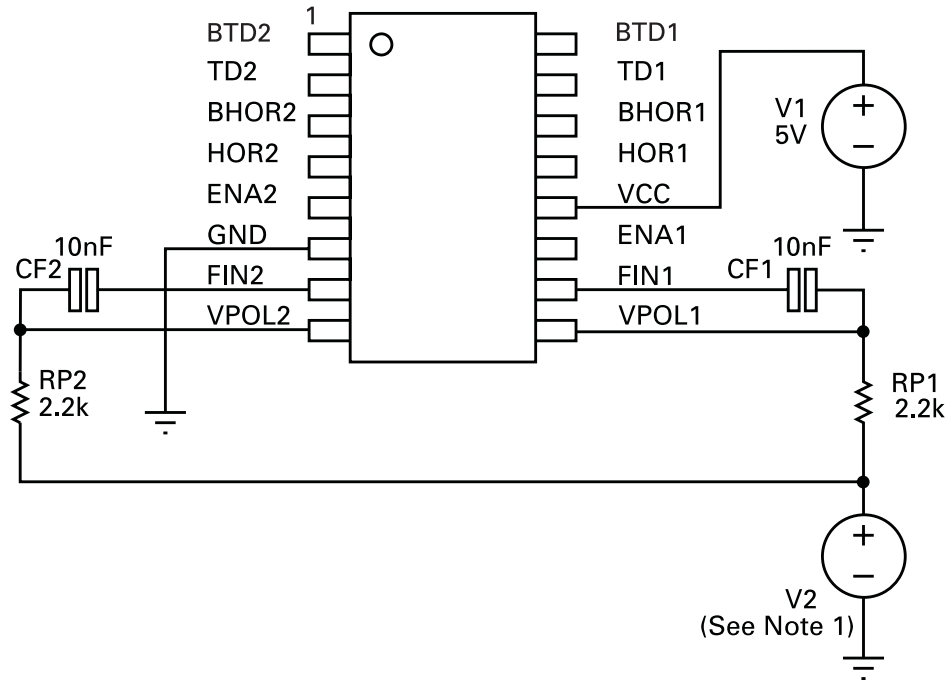 1
BTD2
TD2
BHOR2
HOR2
ENA2
GND
FIN2
VPOL2
BTD1
TD1
BHOR1
HOR1
VCC
ENA1
FIN1
VPOL1
V1
5V
10nF
CF2
10nF
CF1
RP2
2.2k
RP1
2.2k
V2
(See Note 1)